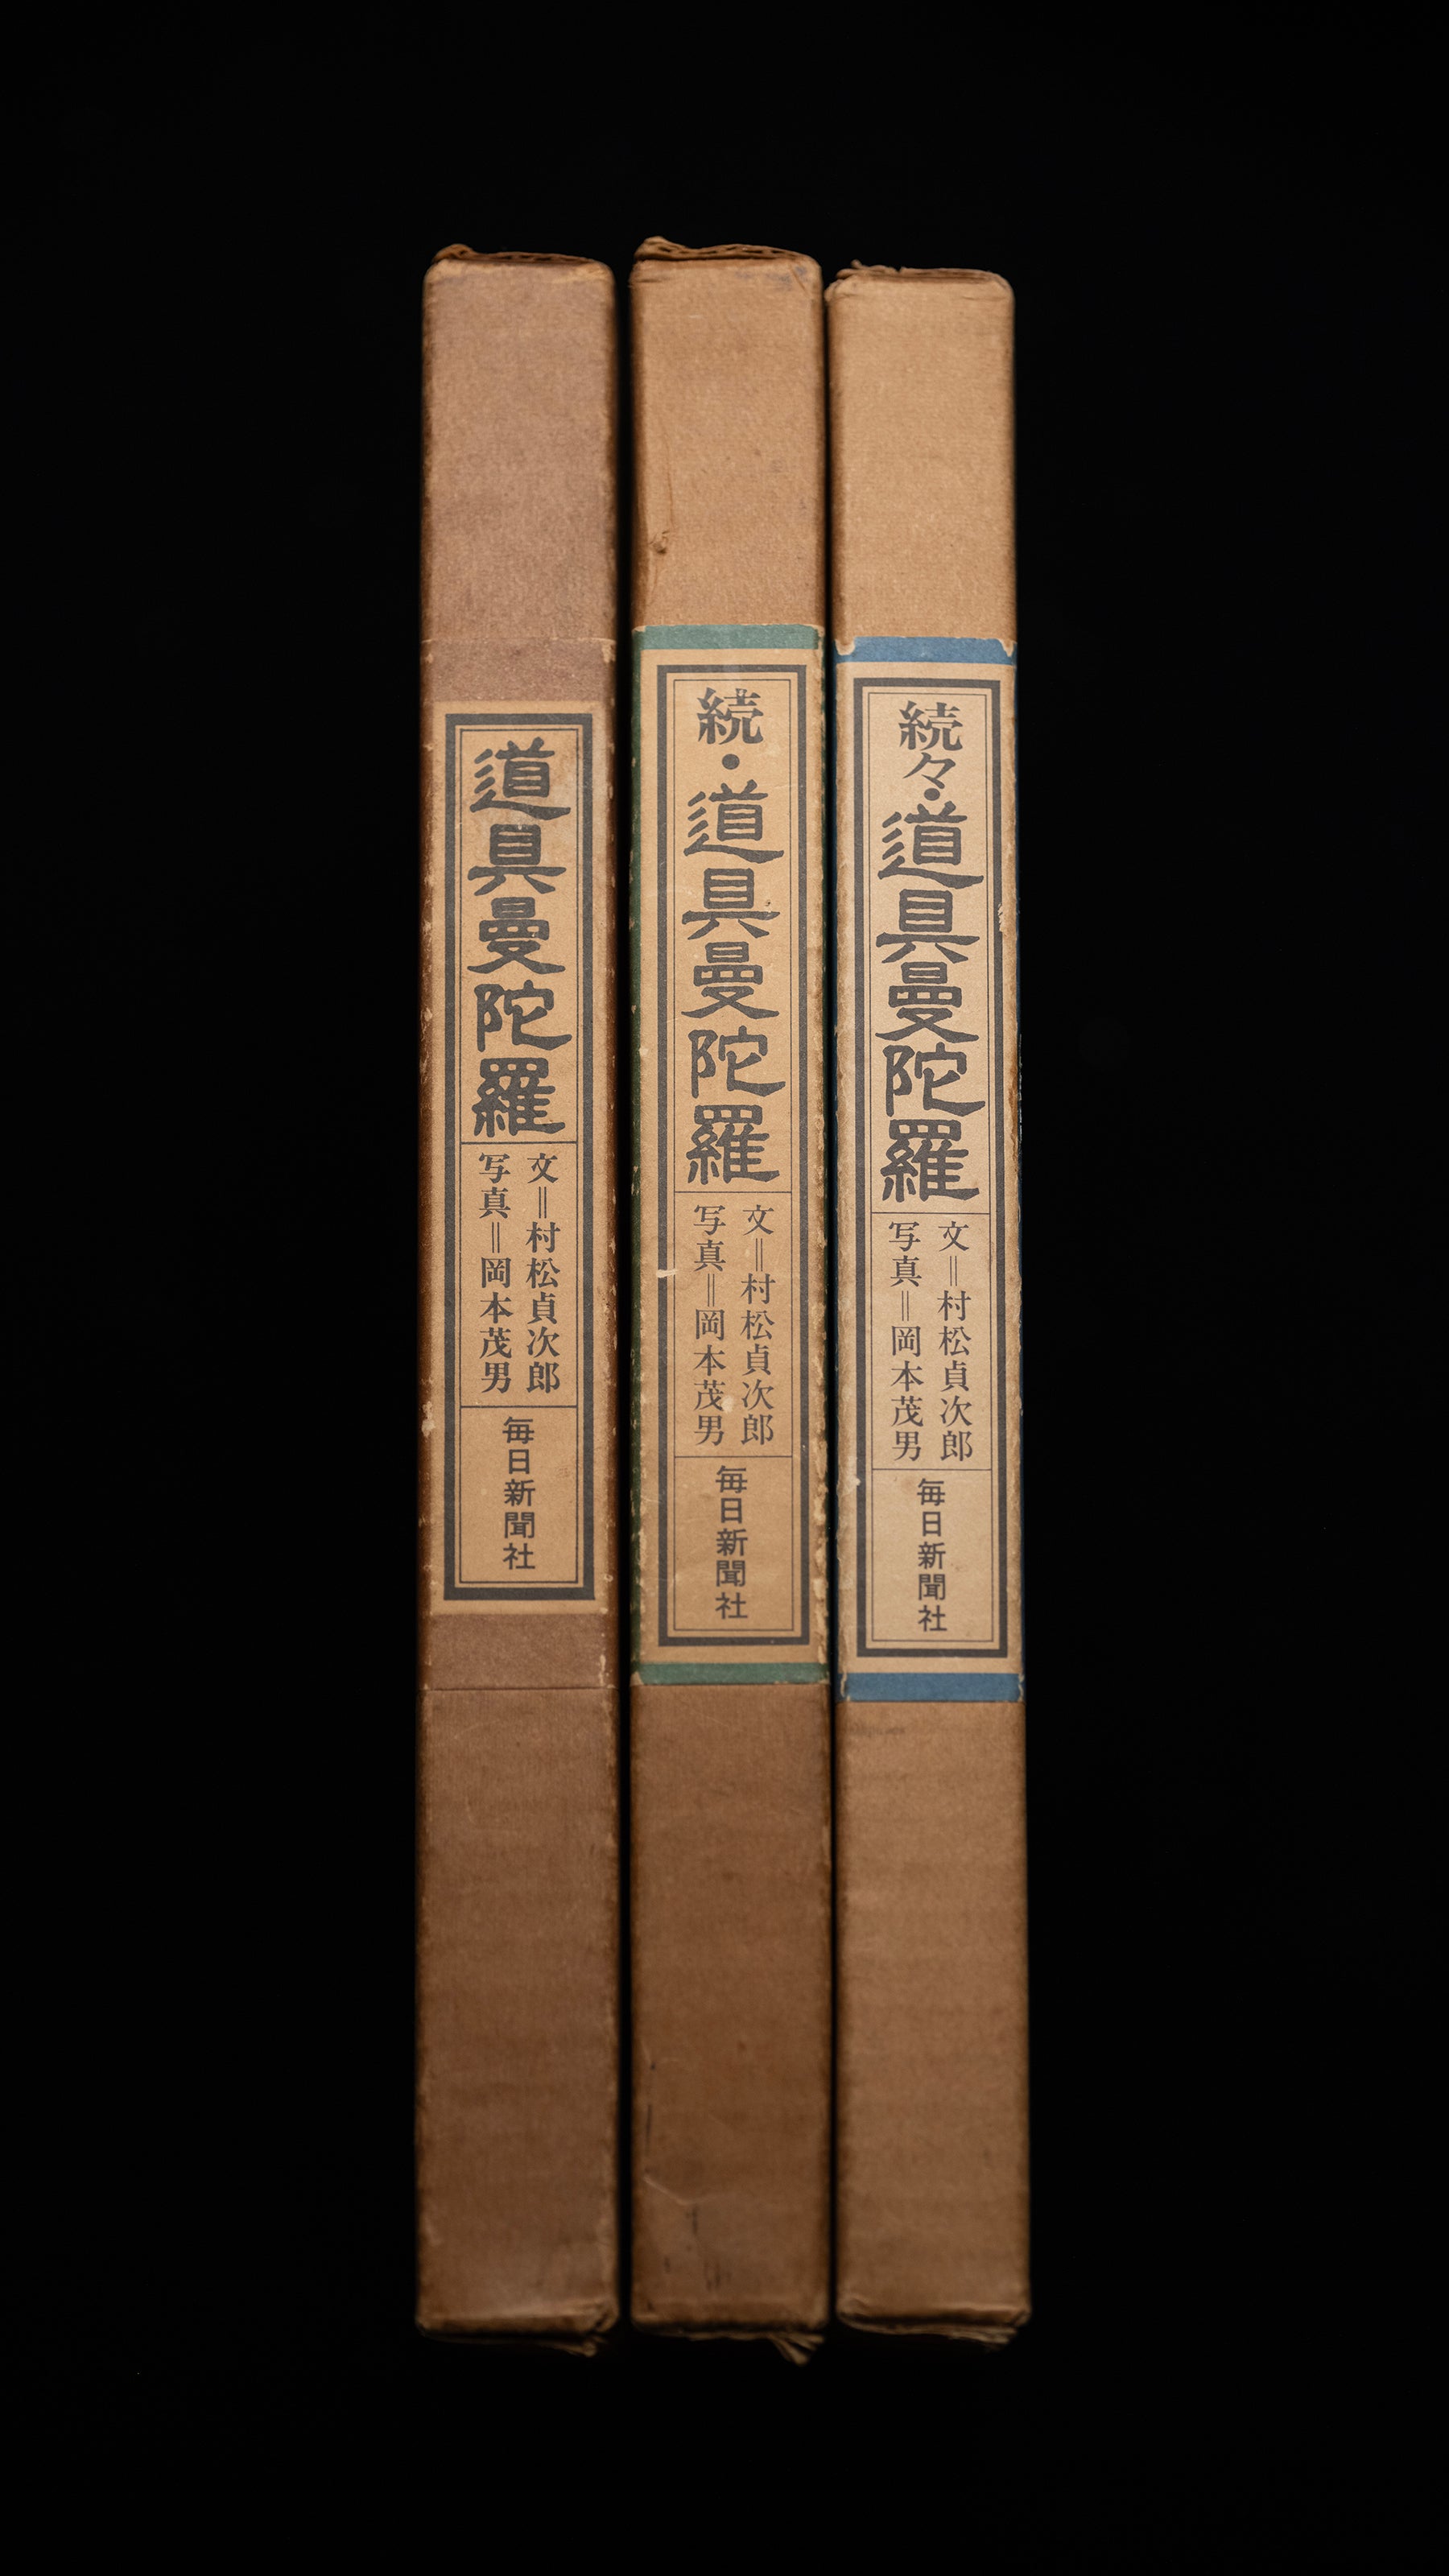 道具曼陀羅
文=村松貞次郎
写真=岡本茂男
毎日新聞社
続・道具曼陀羅
文=村松貞次郎
写真=岡本茂男
毎日新聞社
続々・道具曼陀羅
文=村松貞次郎
写真=岡本茂男
毎日新聞社